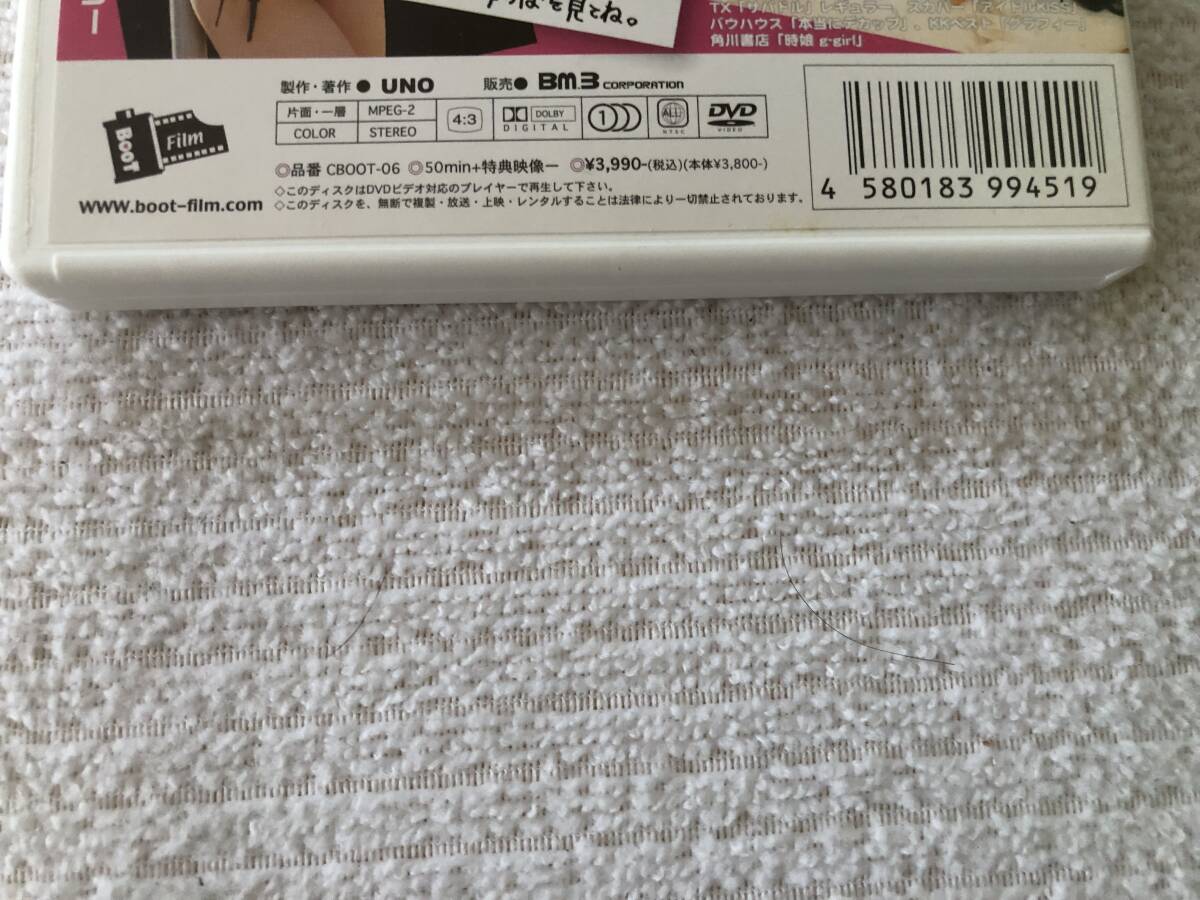 を見てね。
TX「サバドル」レギュラー、スカパー「アイドルKISS」
バウハウス「本当にデカップ」、KKベスト「グラフィー」
角川書店「時娘 g-girl」
製作・著作● UNO 販売● BM.3 CORPORATION
片面・一層 MPEG-2
COLOR STEREO
4:3
DOLBY
DIGITAL
1
ALL
NTSC
DVD
VIDEO
BOOT Film
◎品番 CBOOT-06 ◎50min+特典映像ー ◎¥3,990-(税込)(本体¥3,800-)
◇このディスクはDVDビデオ対応のプレイヤーで再生して下さい。
◇このディスクを、無断で複製・放送・上映・レンタルすることは法律により一切禁止されております。
www.boot-film.com
4 580183 994519